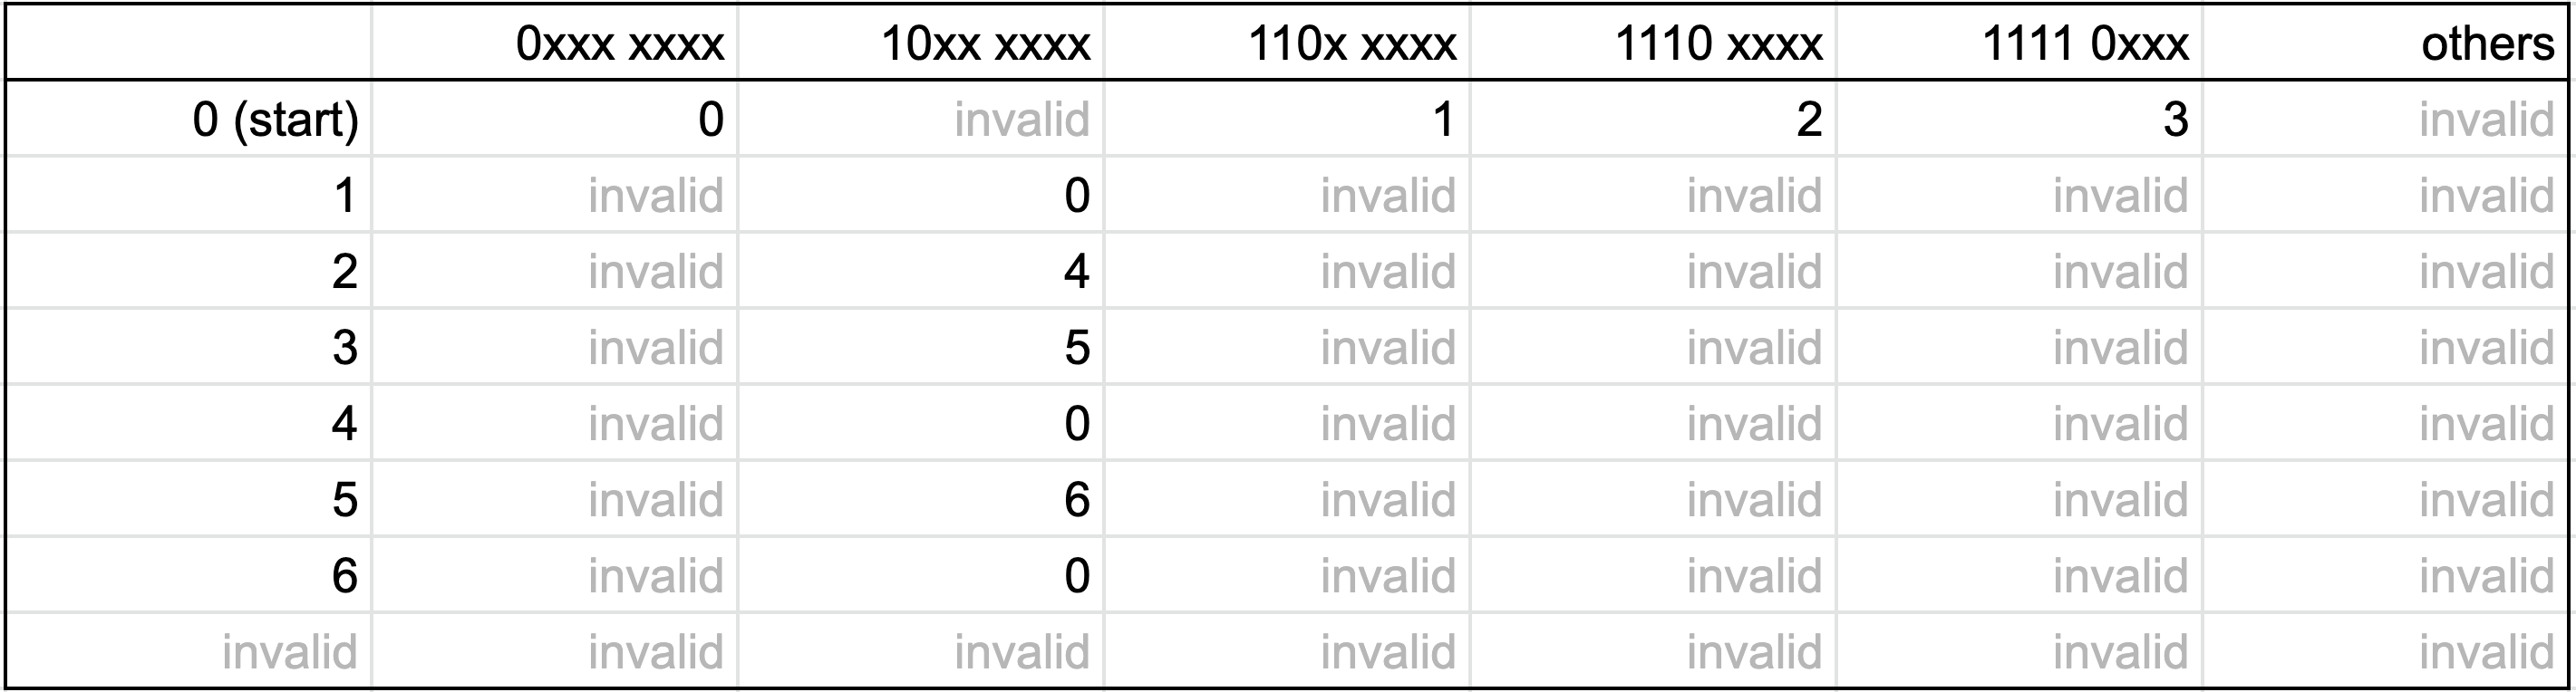 0xxx xxxx 10xx xxxx 110x xxxx 1110 xxxx 1111 0xxx others
0 (start) 0 invalid 1 2 3 invalid
1 invalid 0 invalid invalid invalid invalid
2 invalid 4 invalid invalid invalid invalid
3 invalid 5 invalid invalid invalid invalid
4 invalid 0 invalid invalid invalid invalid
5 invalid 6 invalid invalid invalid invalid
6 invalid 0 invalid invalid invalid invalid
invalid invalid invalid invalid invalid invalid invalid